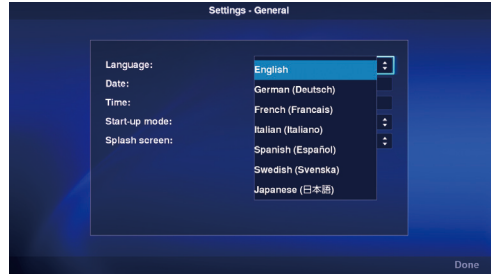 Settings - General
Language:
English
Date:
German (Deutsch)
Time:
French (Francais)
Start-up mode:
Italian (Italiano)
Splash screen:
Spanish (Español)
Swedish (Svenska)
Japanese (日本語)
Done